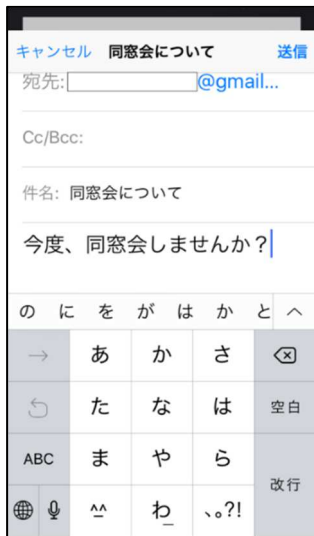 キャンセル 同窓会について 送信
宛先: @gmail...
Cc/Bcc:
件名: 同窓会について
今度、同窓会しませんか？
の に を が は か と
→ あ か さ
た な は 空白
ABC ま や ら 改行
^^ わ_ 、。?!